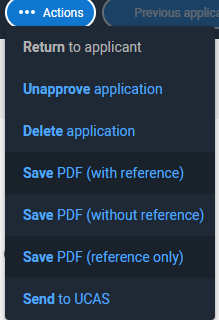 ••• Actions
Previous applica
Return to applicant
Unapprove application
Delete application
Save PDF (with reference)
Save PDF (without reference)
Save PDF (reference only)
Send to UCAS